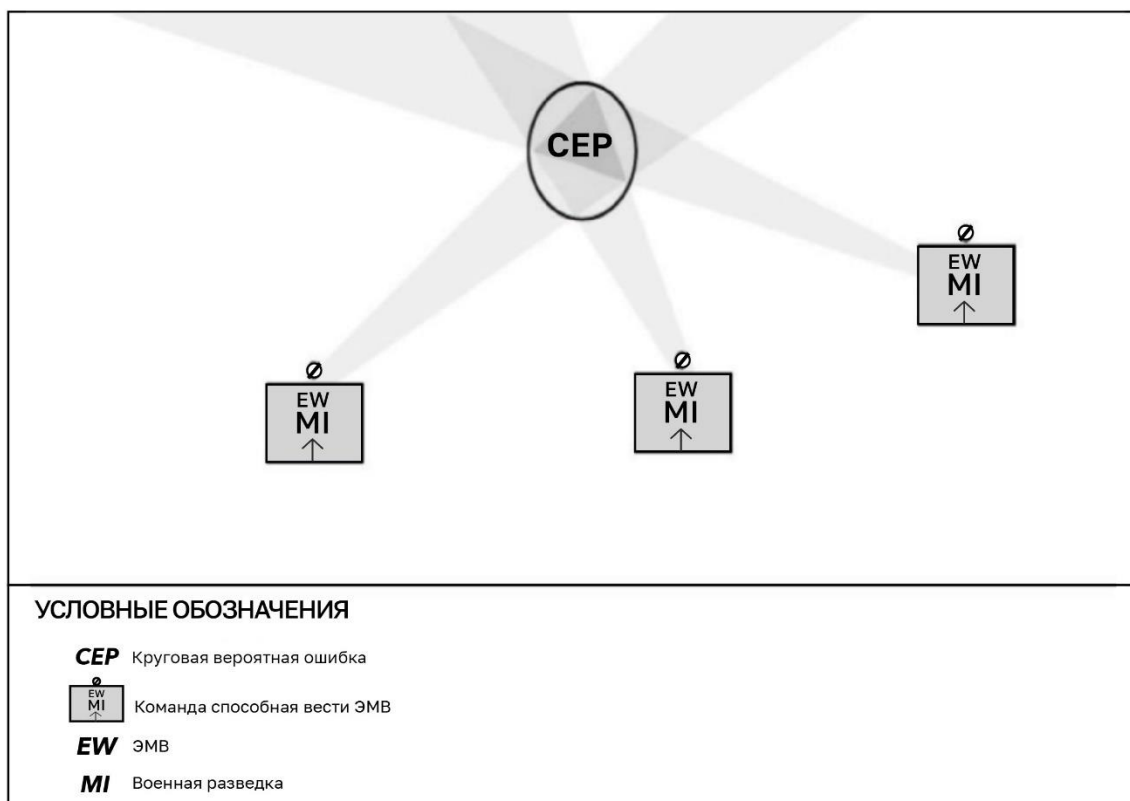 CEP
EW
MI
EW
MI
EW
MI
УСЛОВНЫЕ ОБОЗНАЧЕНИЯ
CEP Круговая вероятная ошибка
EW
MI
Команда способная вести ЭМВ
EW ЭМВ
MI Военная разведка